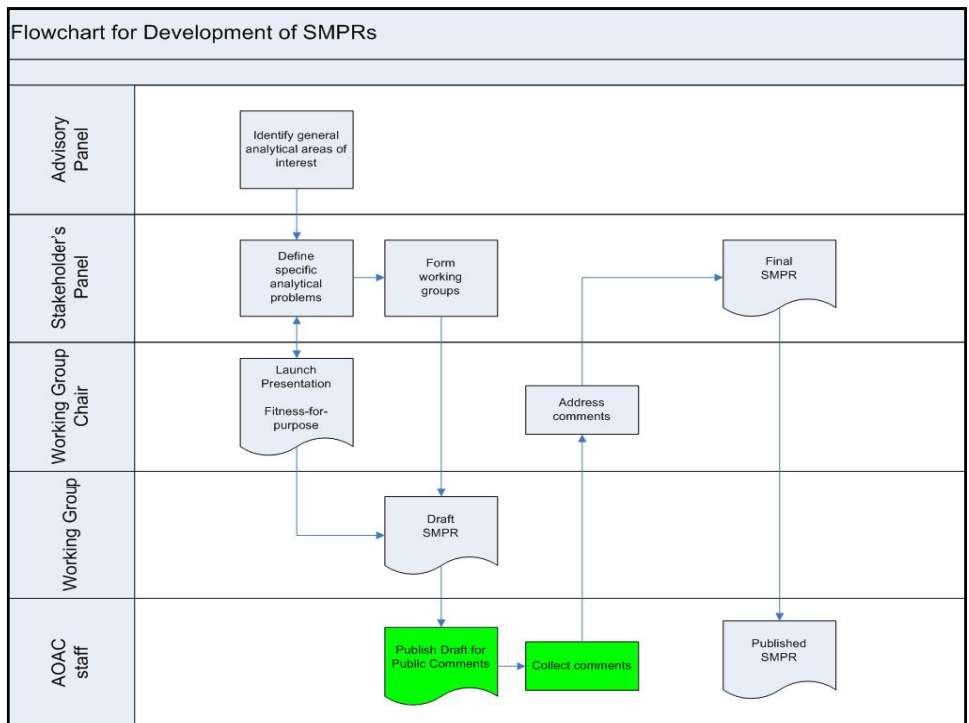 Flowchart for Development of SMPRs
Advisory
Panel
Identify general
analytical areas of
interest
Stakeholder's
Panel
Define
specific
analytical
problems
Form
working
groups
Final
SMPR
Working Group
Chair
Launch
Presentation
Fitness-for-
purpose
Address
comments
Working Group
Draft
SMPR
AOAC
staff
Publish Draft for
Public Comments
Collect comments
Published
SMPR